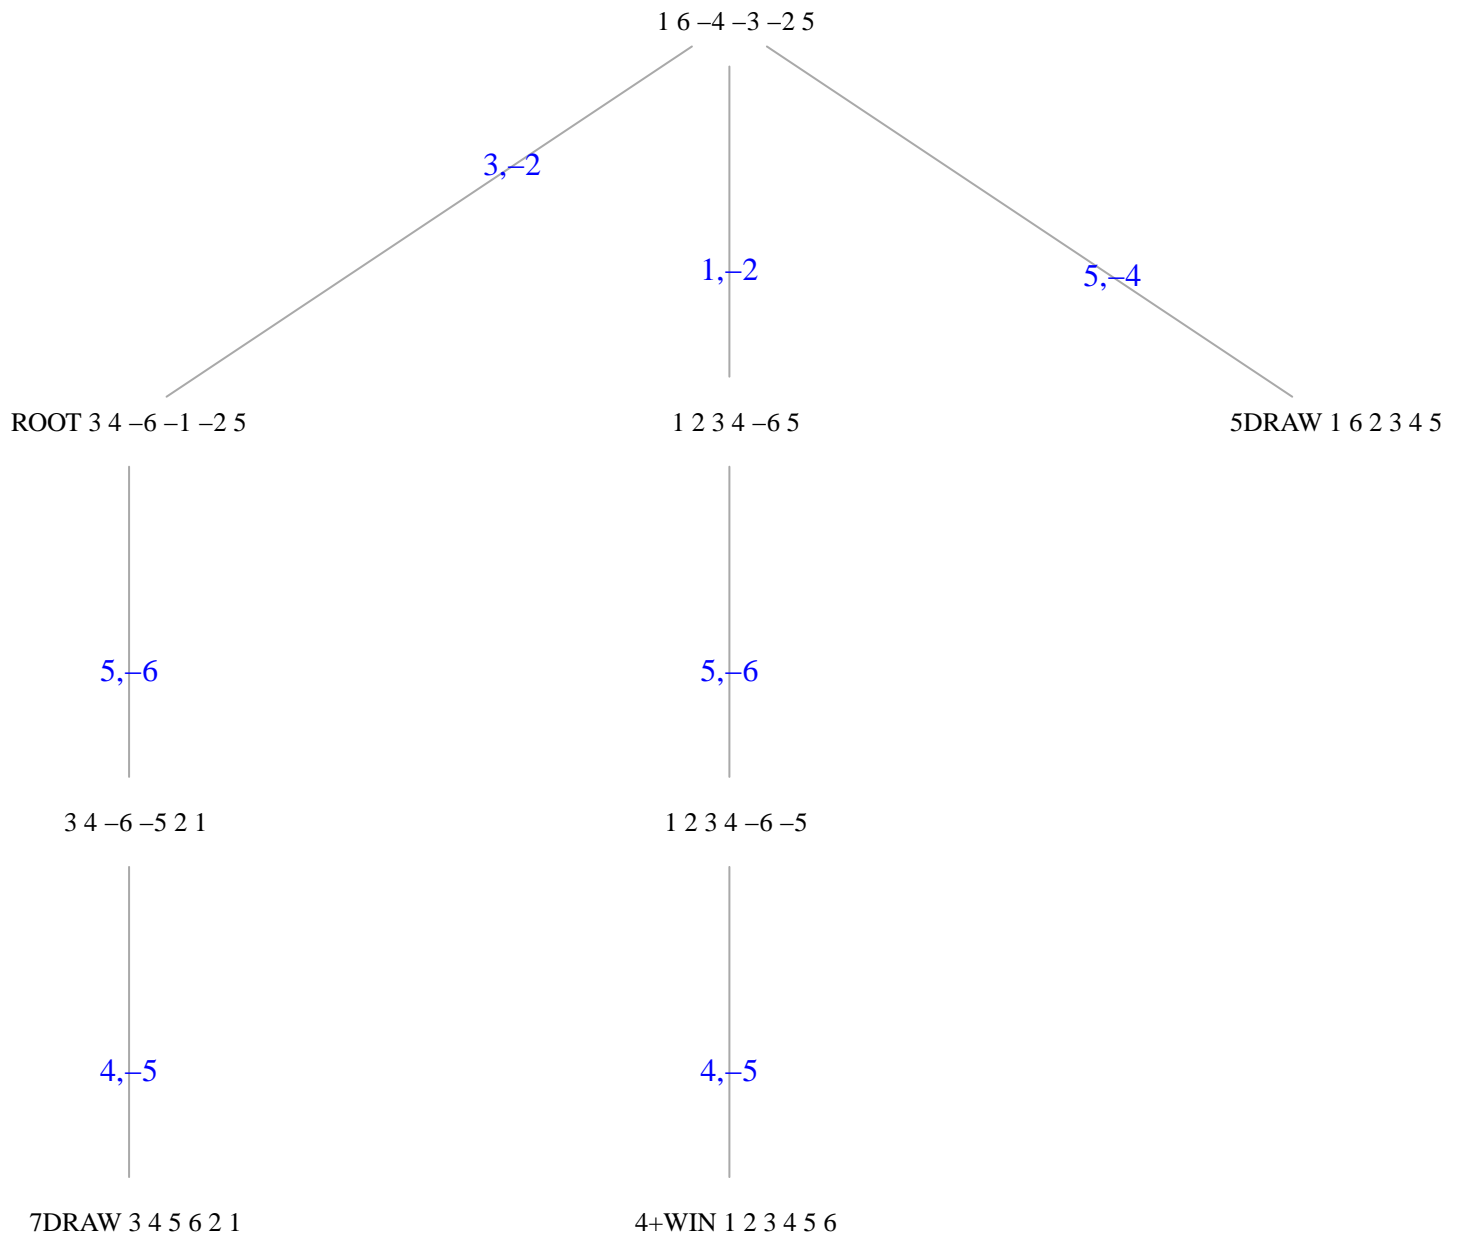 1 6 –4 –3 –2 5
3,–2
1,–2
5,–4
ROOT 3 4 –6 –1 –2 5
1 2 3 4 –6 5
5DRAW 1 6 2 3 4 5
5,–6
5,–6
3 4 –6 –5 2 1
1 2 3 4 –6 –5
4,–5
4,–5
7DRAW 3 4 5 6 2 1
4+WIN 1 2 3 4 5 6